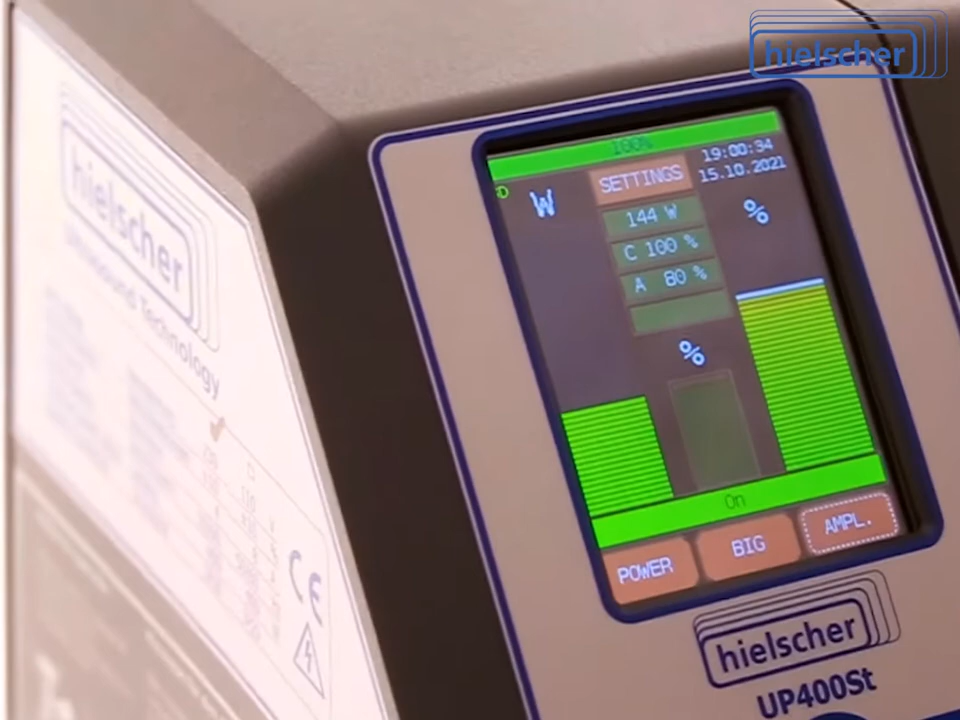 hielscher
hielscher
Ultrasound Technology
CE
100%
SETTINGS
19:00:34
15.10.2021
W
144 W
%
C 100 %
A 80 %
%
On
POWER
BIG
AMPL.
hielscher
UP400St